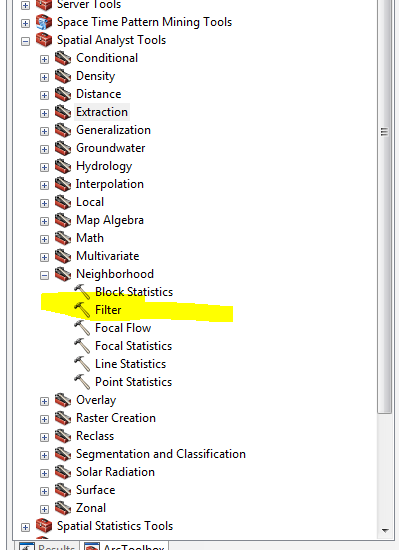 Server Tools
Space Time Pattern Mining Tools
Spatial Analyst Tools
Conditional
Density
Distance
Extraction
Generalization
Groundwater
Hydrology
Interpolation
Local
Map Algebra
Math
Multivariate
Neighborhood
Block Statistics
Filter
Focal Flow
Focal Statistics
Line Statistics
Point Statistics
Overlay
Raster Creation
Reclass
Segmentation and Classification
Solar Radiation
Surface
Zonal
Spatial Statistics Tools
Results ArcToolbox